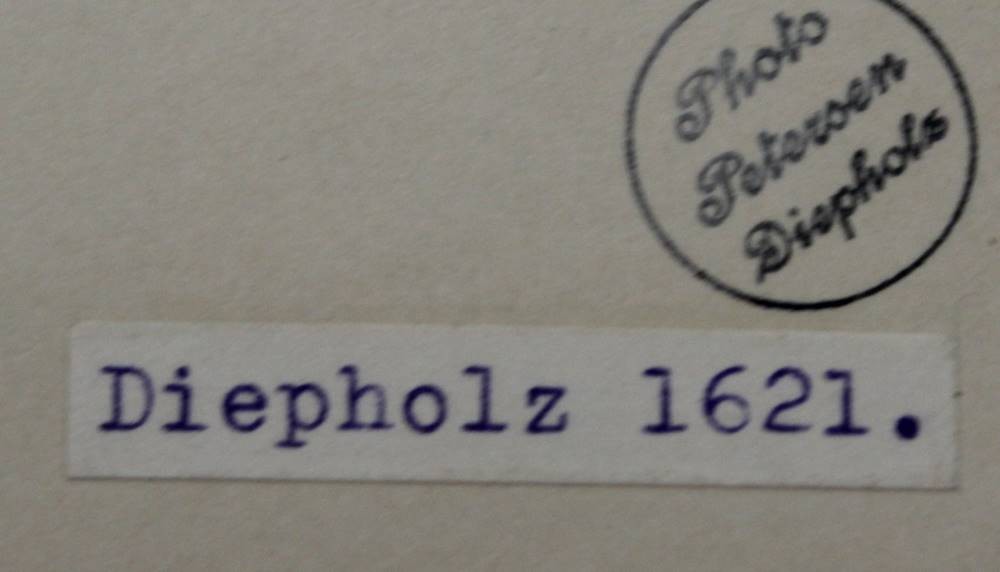 Photo
Petersen
Diepholz
Diepholz 1621.